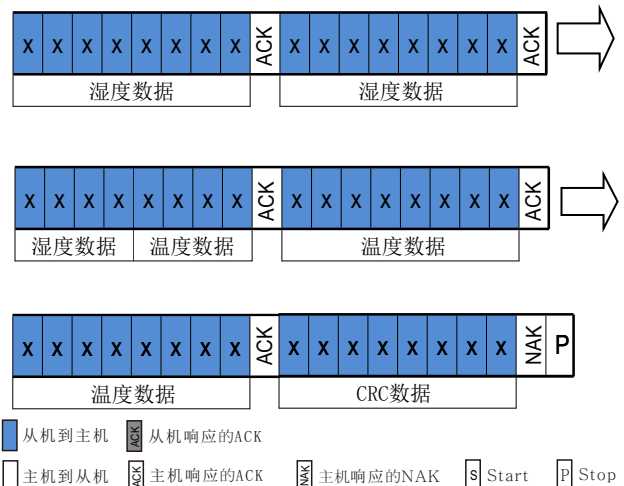 X X X X X X X X ACK X X X X X X X X ACK
湿度数据 湿度数据
X X X X X X X X ACK X X X X X X X X ACK
湿度数据 温度数据 温度数据
X X X X X X X X ACK X X X X X X X X NAK P
温度数据 CRC数据
从机到主机 ACK 从机响应的ACK
主机到从机 ACK 主机响应的ACK NAK 主机响应的NAK S Start P Stop